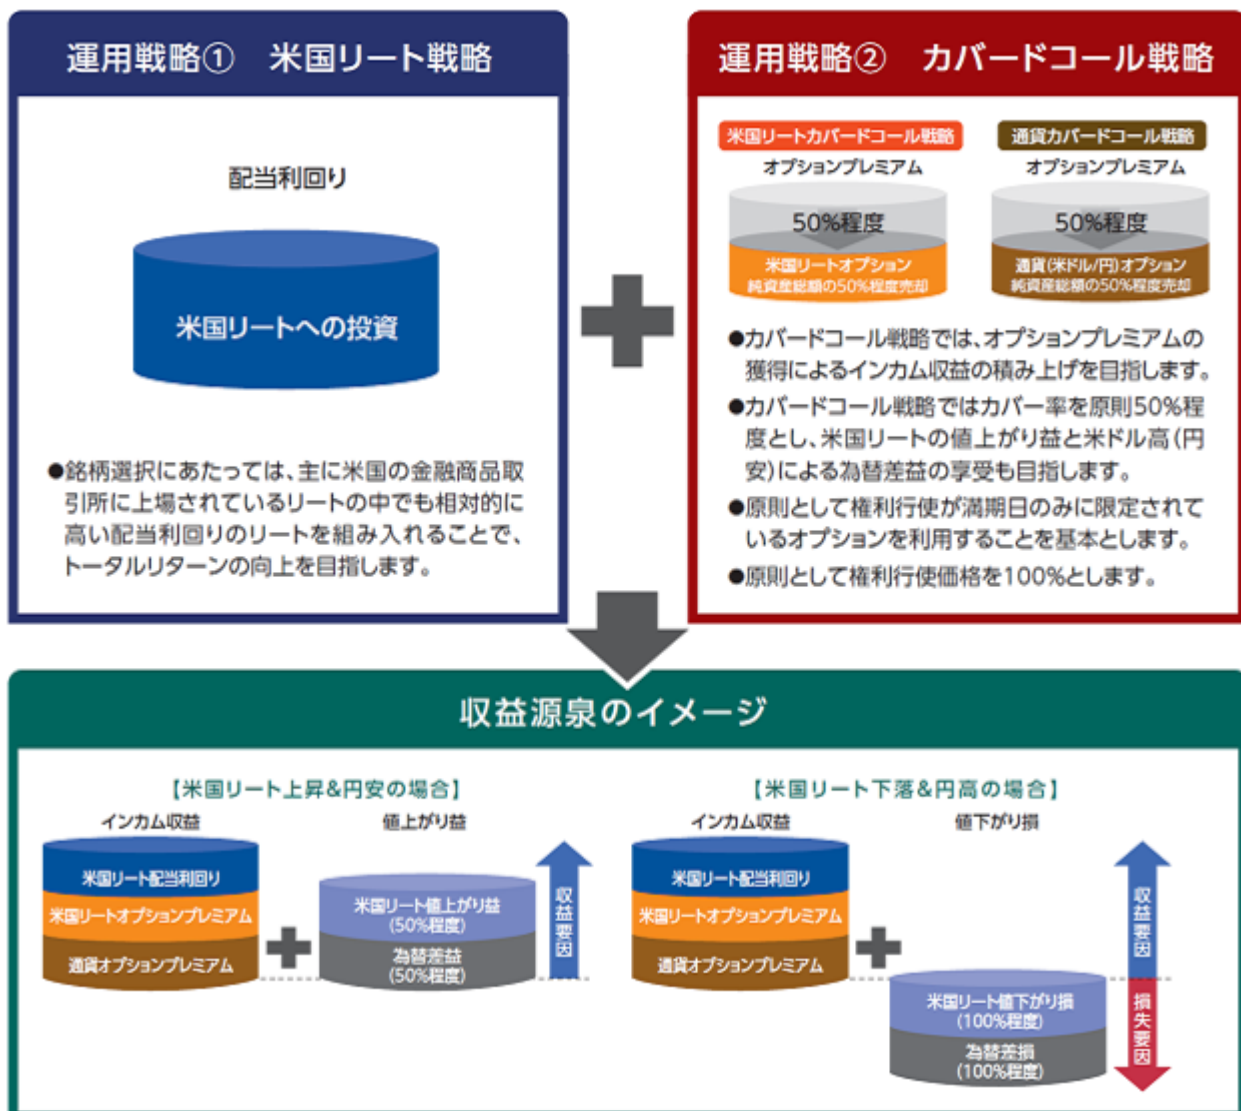 運用戦略① 米国リート戦略
配当利回り
米国リートへの投資
●銘柄選択にあたっては、主に米国の金融商品取
引所に上場されているリートの中でも相対的に
高い配当利回りのリートを組み入れることで、
トータルリターンの向上を目指します。
運用戦略② カバードコール戦略
米国リートカバードコール戦略
オプションプレミアム
50%程度
米国リートオプション
純資産総額の50%程度売却
通貨カバードコール戦略
オプションプレミアム
50%程度
通貨(米ドル/円)オプション
純資産総額の50%程度売却
●カバードコール戦略では、オプションプレミアムの
獲得によるインカム収益の積み上げを目指します。
●カバードコール戦略ではカバー率を原則50%程
度とし、米国リートの値上がり益と米ドル高(円
安)による為替差益の享受も目指します。
●原則として権利行使が満期日のみに限定されて
いるオプションを利用することを基本とします。
●原則として権利行使価格を100%とします。
収益源泉のイメージ
【米国リート上昇&円安の場合】
インカム収益
米国リート配当利回り
米国リートオプションプレミアム
通貨オプションプレミアム
値上がり益
米国リート値上がり益
(50%程度)
為替差益
(50%程度)
収益要因
【米国リート下落&円高の場合】
インカム収益
米国リート配当利回り
米国リートオプションプレミアム
通貨オプションプレミアム
値下がり損
米国リート値下がり損
(100%程度)
為替差損
(100%程度)
収益要因
損失要因